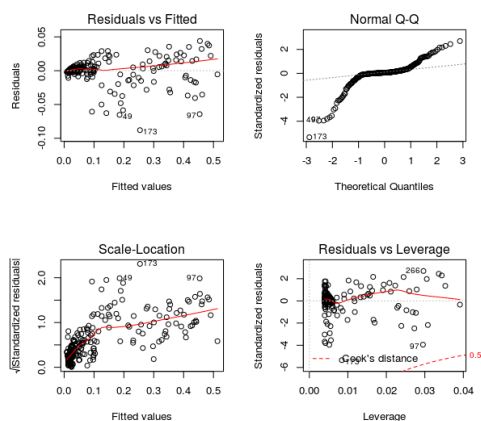 Residuals vs Fitted
Residuals
0.05
0.00
-0.05
-0.10
49
173
97
0.0 0.1 0.2 0.3 0.4 0.5
Fitted values
Normal Q-Q
Standardized residuals
2
0
-2
-4
173
-3 -2 -1 0 1 2 3
Theoretical Quantiles
Scale-Location
√|Standardized residuals|
2.0
1.0
0.0
173
49
97
0.0 0.1 0.2 0.3 0.4 0.5
Fitted values
Residuals vs Leverage
Standardized residuals
2
0
-2
-4
-6
266
97
Cook's distance
0.5
0.00 0.01 0.02 0.03 0.04
Leverage